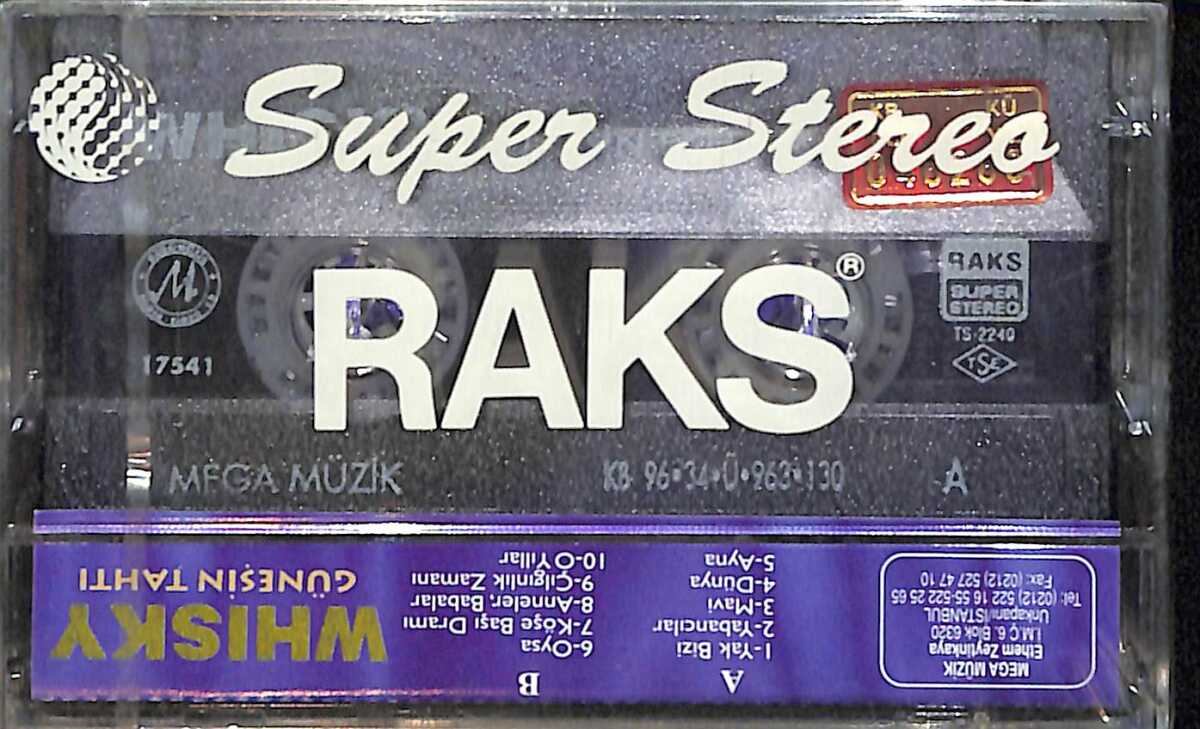 Super Stereo
RAKS®
M
17541
RAKS
SUPER
STEREO
TS-2240
TSE
MEGA MÜZİK
KB 96•34•Ü•963•130
A
WHISKY
GÜNEŞİN TAHTI
A
1-Yak Bizi
2-Yabancılar
3-Mavi
4-Dünya
5-Ayna
B
6-Oysa
7-Köşe Başı Dramı
8-Anneler, Babalar
9-Çılgınlık Zamanı
10-O Yıllar
MEGA MÜZİK
Ethem Zeytinkaya
İ.M.Ç 6. Blok 6320
Unkapanı/İSTANBUL
Tel: (0212) 522 16 55-522 25 65
Fax: (0212) 527 47 10